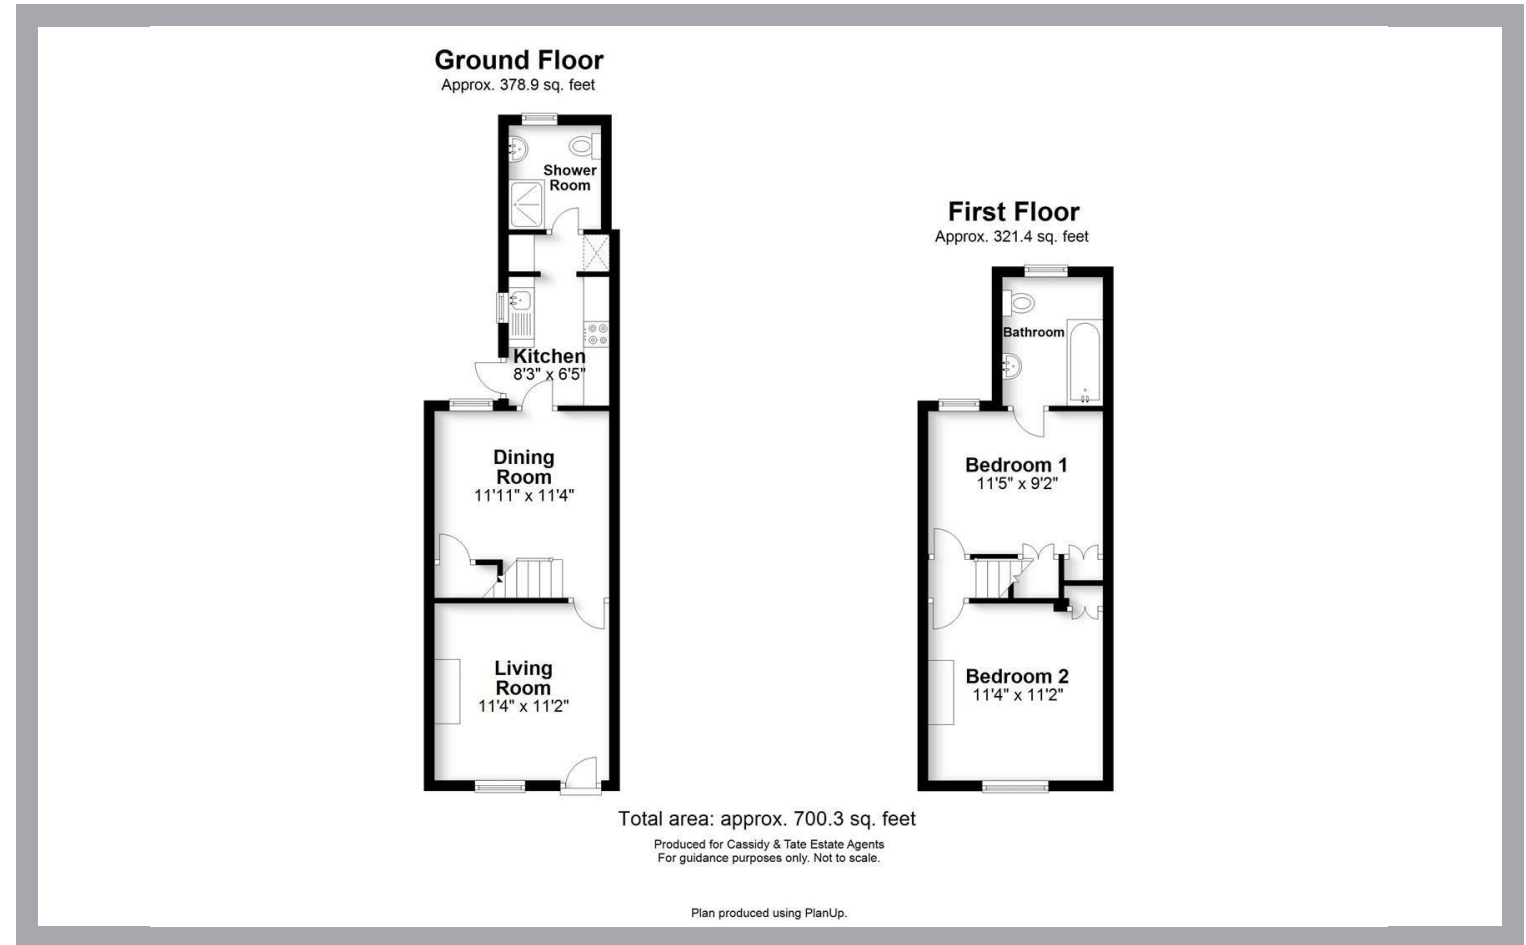 Ground Floor
Approx. 378.9 sq. feet
Shower
Room
Kitchen
8'3" x 6'5"
Dining
Room
11'11" x 11'4"
Living
Room
11'4" x 11'2"
First Floor
Approx. 321.4 sq. feet
Bathroom
Bedroom 1
11'5" x 9'2"
Bedroom 2
11'4" x 11'2"
Total area: approx. 700.3 sq. feet
Produced for Cassidy & Tate Estate Agents
For guidance purposes only. Not to scale.
Plan produced using PlanUp.